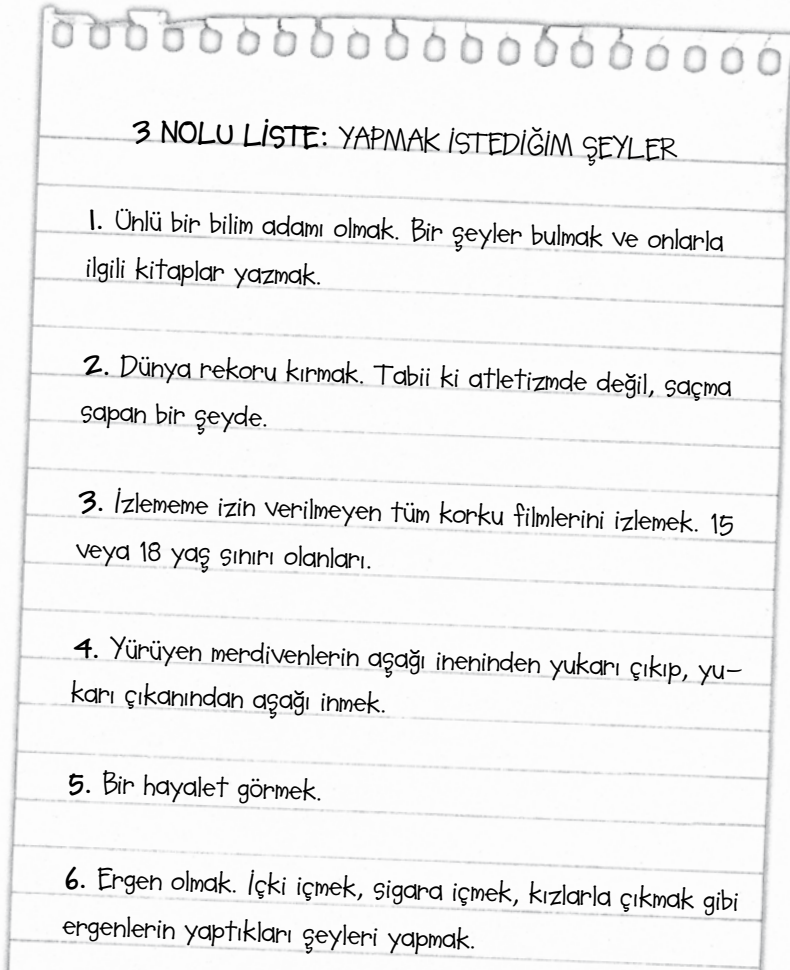 3 NOLU LİSTE: YAPMAK İSTEDİĞİM ŞEYLER
1. Ünlü bir bilim adamı olmak. Bir şeyler bulmak ve onlarla
ilgili kitaplar yazmak.
2. Dünya rekoru kırmak. Tabii ki atletizmde değil, saçma
sapan bir şeyde.
3. İzlememe izin verilmeyen tüm korku filmlerini izlemek. 15
veya 18 yaş sınırı olanları.
4. Yürüyen merdivenlerin aşağı ineninden yukarı çıkıp, yu-
karı çıkanından aşağı inmek.
5. Bir hayalet görmek.
6. Ergen olmak. İçki içmek, sigara içmek, kızlarla çıkmak gibi
ergenlerin yaptıkları şeyleri yapmak.